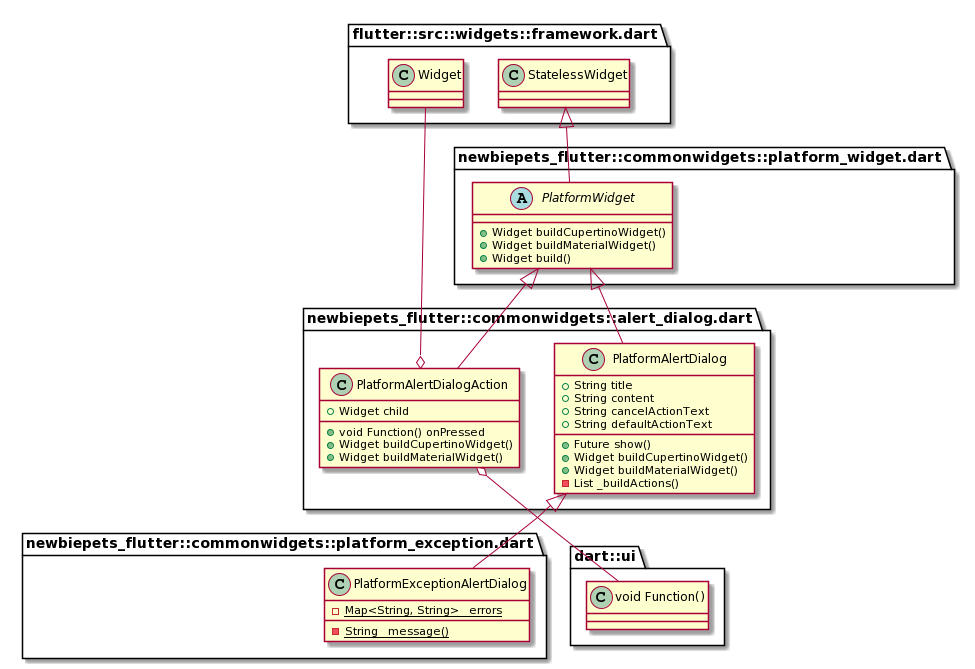 flutter::src::widgets::framework.dart
C Widget
C StatelessWidget
newbiepets_flutter::commonwidgets::platform_widget.dart
A PlatformWidget
Widget buildCupertinoWidget()
Widget buildMaterialWidget()
Widget build()
newbiepets_flutter::commonwidgets::alert_dialog.dart
C PlatformAlertDialogAction
Widget child
void Function() onPressed
Widget buildCupertinoWidget()
Widget buildMaterialWidget()
C PlatformAlertDialog
String title
String content
String cancelActionText
String defaultActionText
Future show()
Widget buildCupertinoWidget()
Widget buildMaterialWidget()
List _buildActions()
newbiepets_flutter::commonwidgets::platform_exception.dart
C PlatformExceptionAlertDialog
Map<String, String> _errors
String _message()
dart::ui
C void Function()